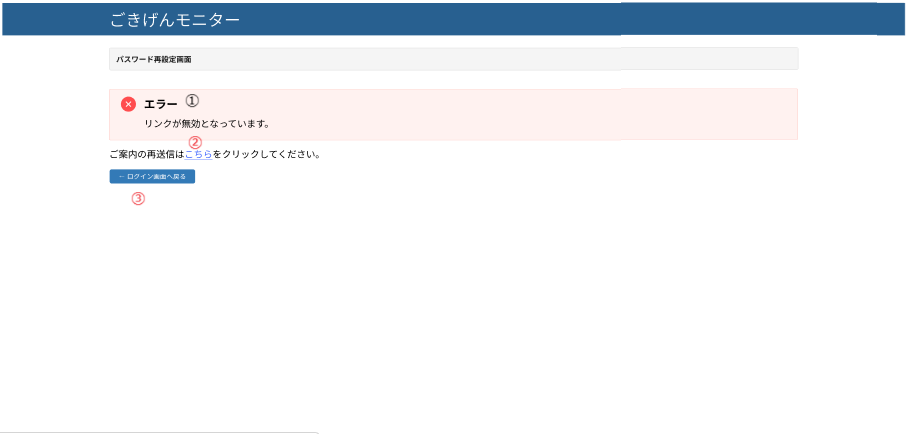 ごきげんモニター
パスワード再設定画面
エラー ①
リンクが無効となっています。
②
ご案内の再送信はこちらをクリックしてください。
← ログイン画面へ戻る
③